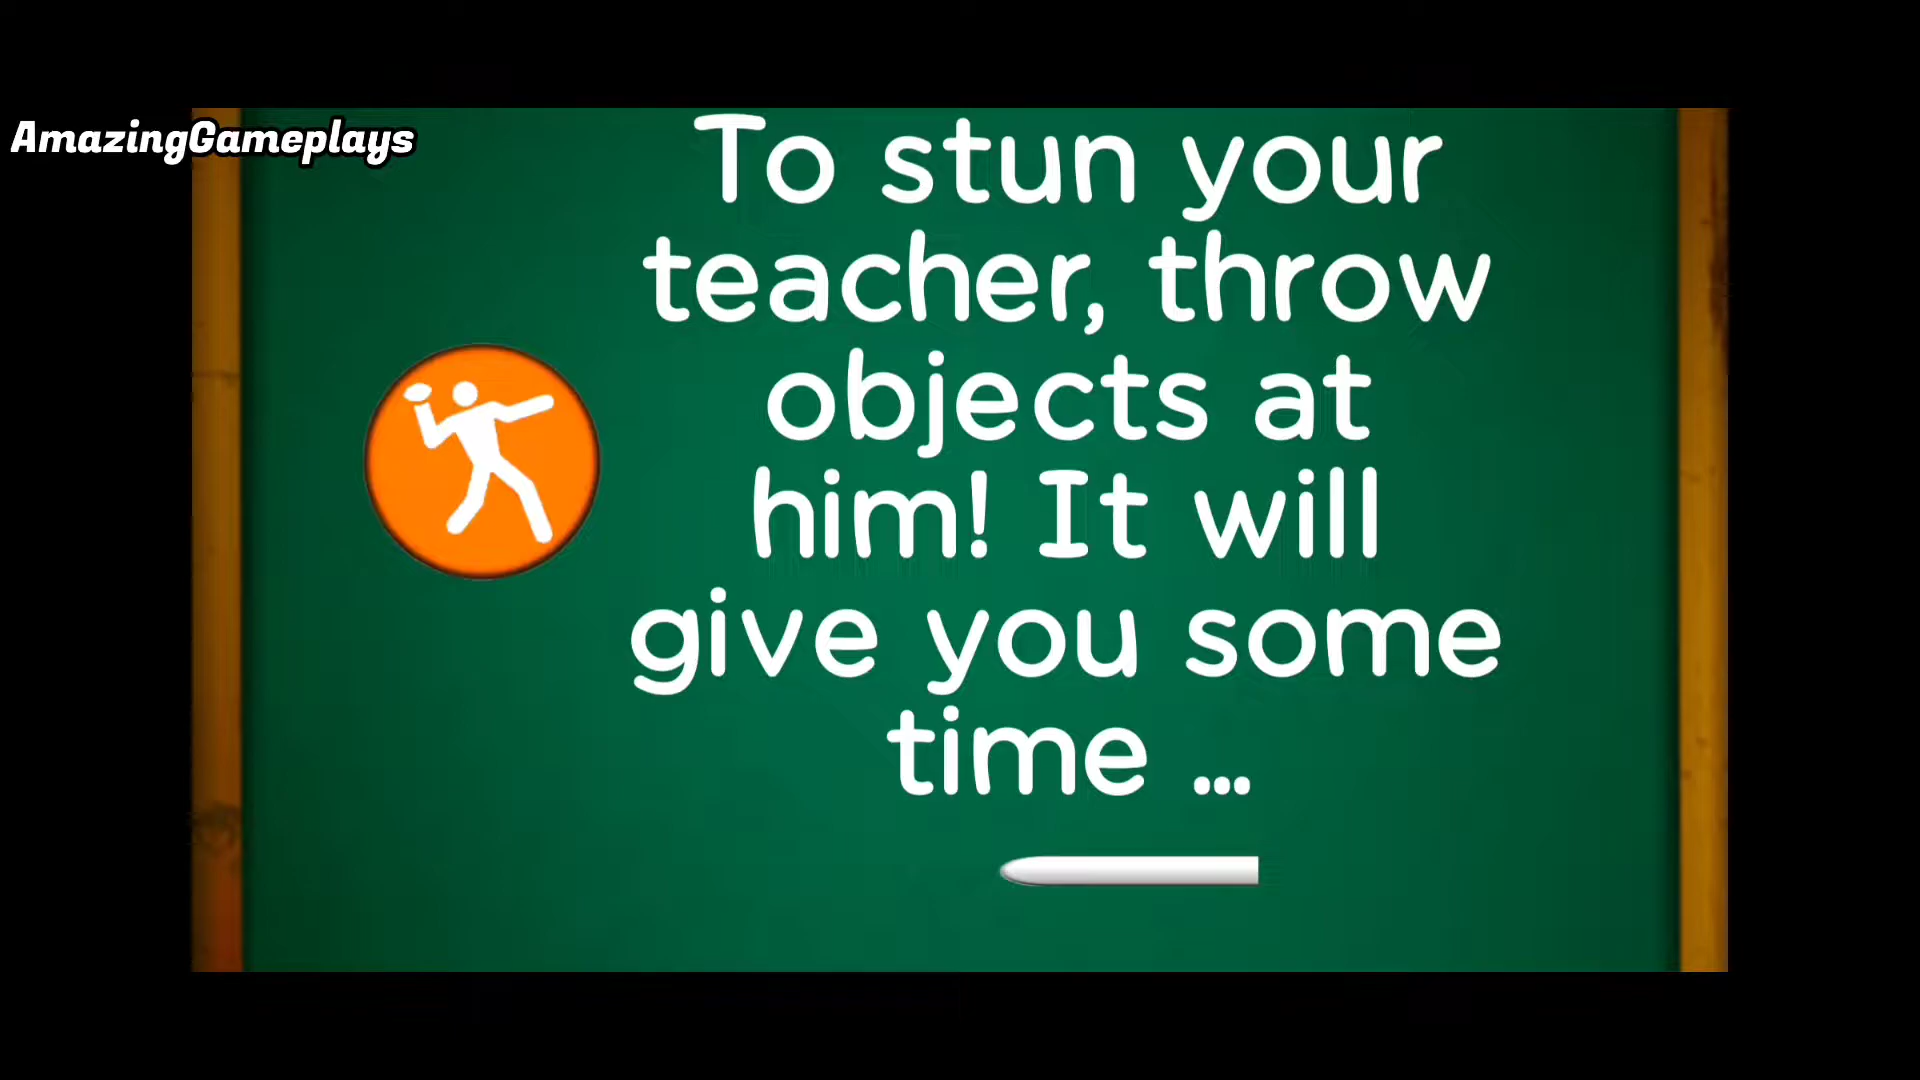 AmazingGameplays
To stun your
teacher, throw
objects at
him! It will
give you some
time ...